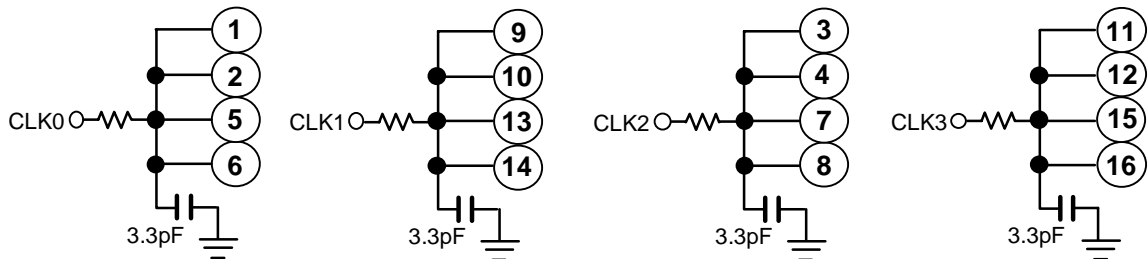 1 9 3 11
2 10 4 12
CLK0 5 CLK1 13 CLK2 7 CLK3 15
6 14 8 16
3.3pF 3.3pF 3.3pF 3.3pF